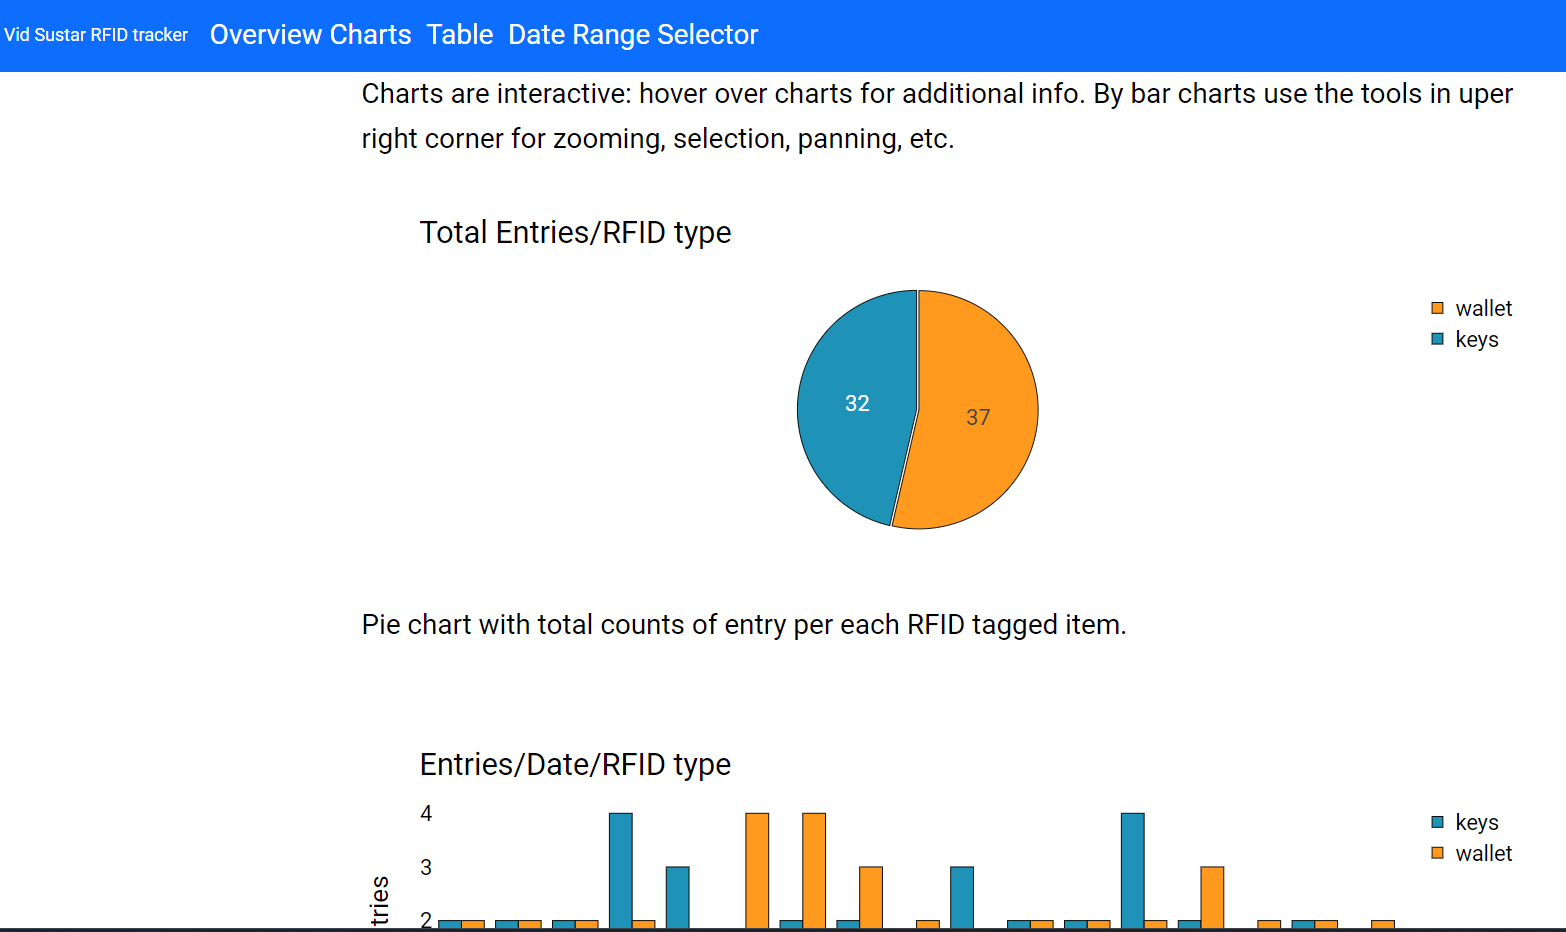 Vid Sustar RFID tracker Overview Charts Table Date Range Selector
Charts are interactive: hover over charts for additional info. By bar charts use the tools in uper
right corner for zooming, selection, panning, etc.
Total Entries/RFID type
wallet
keys
32
37
Pie chart with total counts of entry per each RFID tagged item.
Entries/Date/RFID type
4
3
2
tries
keys
wallet